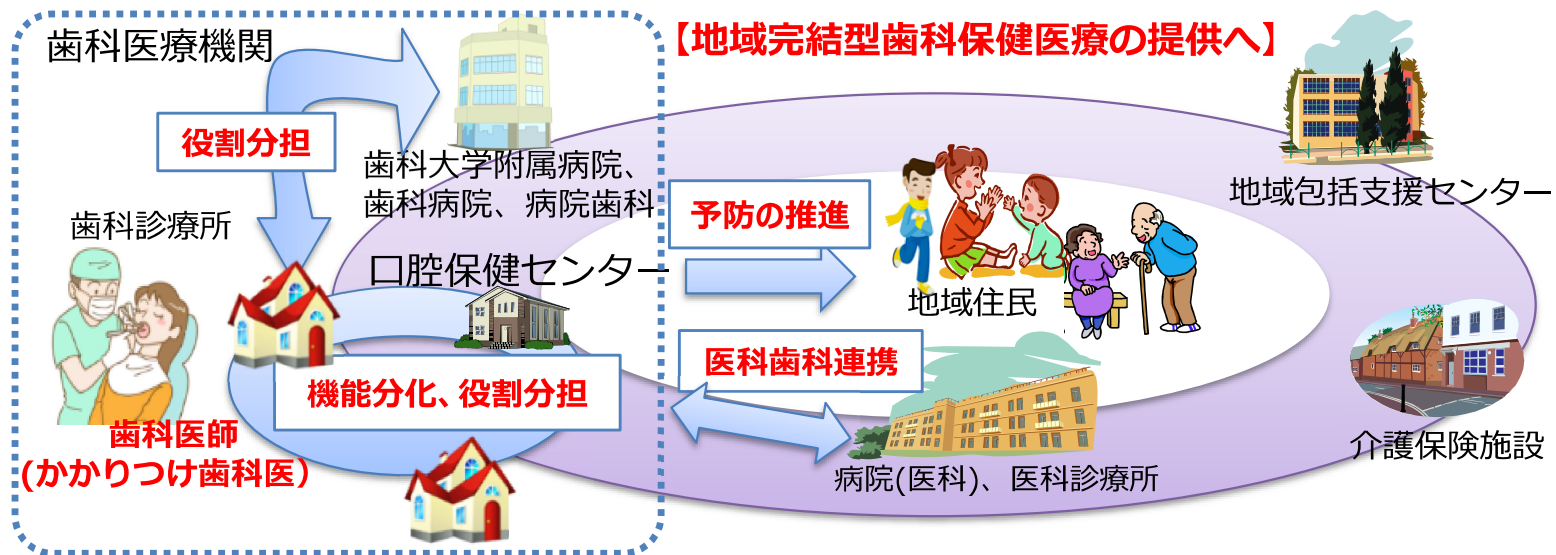 歯科医療機関
【地域完結型歯科保健医療の提供へ】
役割分担
歯科大学附属病院、
歯科病院、病院歯科
地域包括支援センター
歯科診療所
予防の推進
口腔保健センター
地域住民
医科歯科連携
機能分化、役割分担
歯科医師
(かかりつけ歯科医）
病院(医科)、医科診療所
介護保険施設